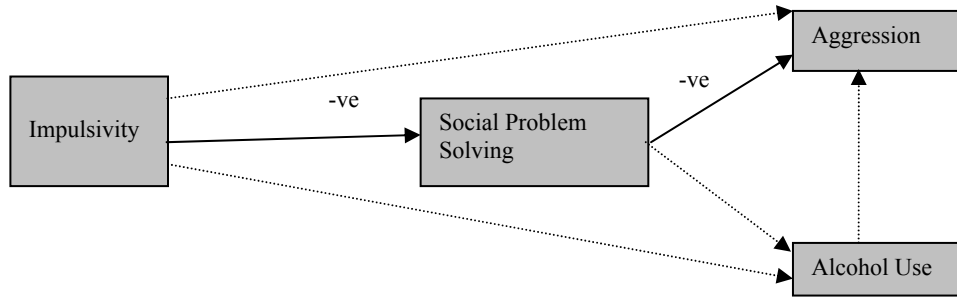 Aggression
-ve
-ve
Impulsivity
Social Problem
Solving
Alcohol Use